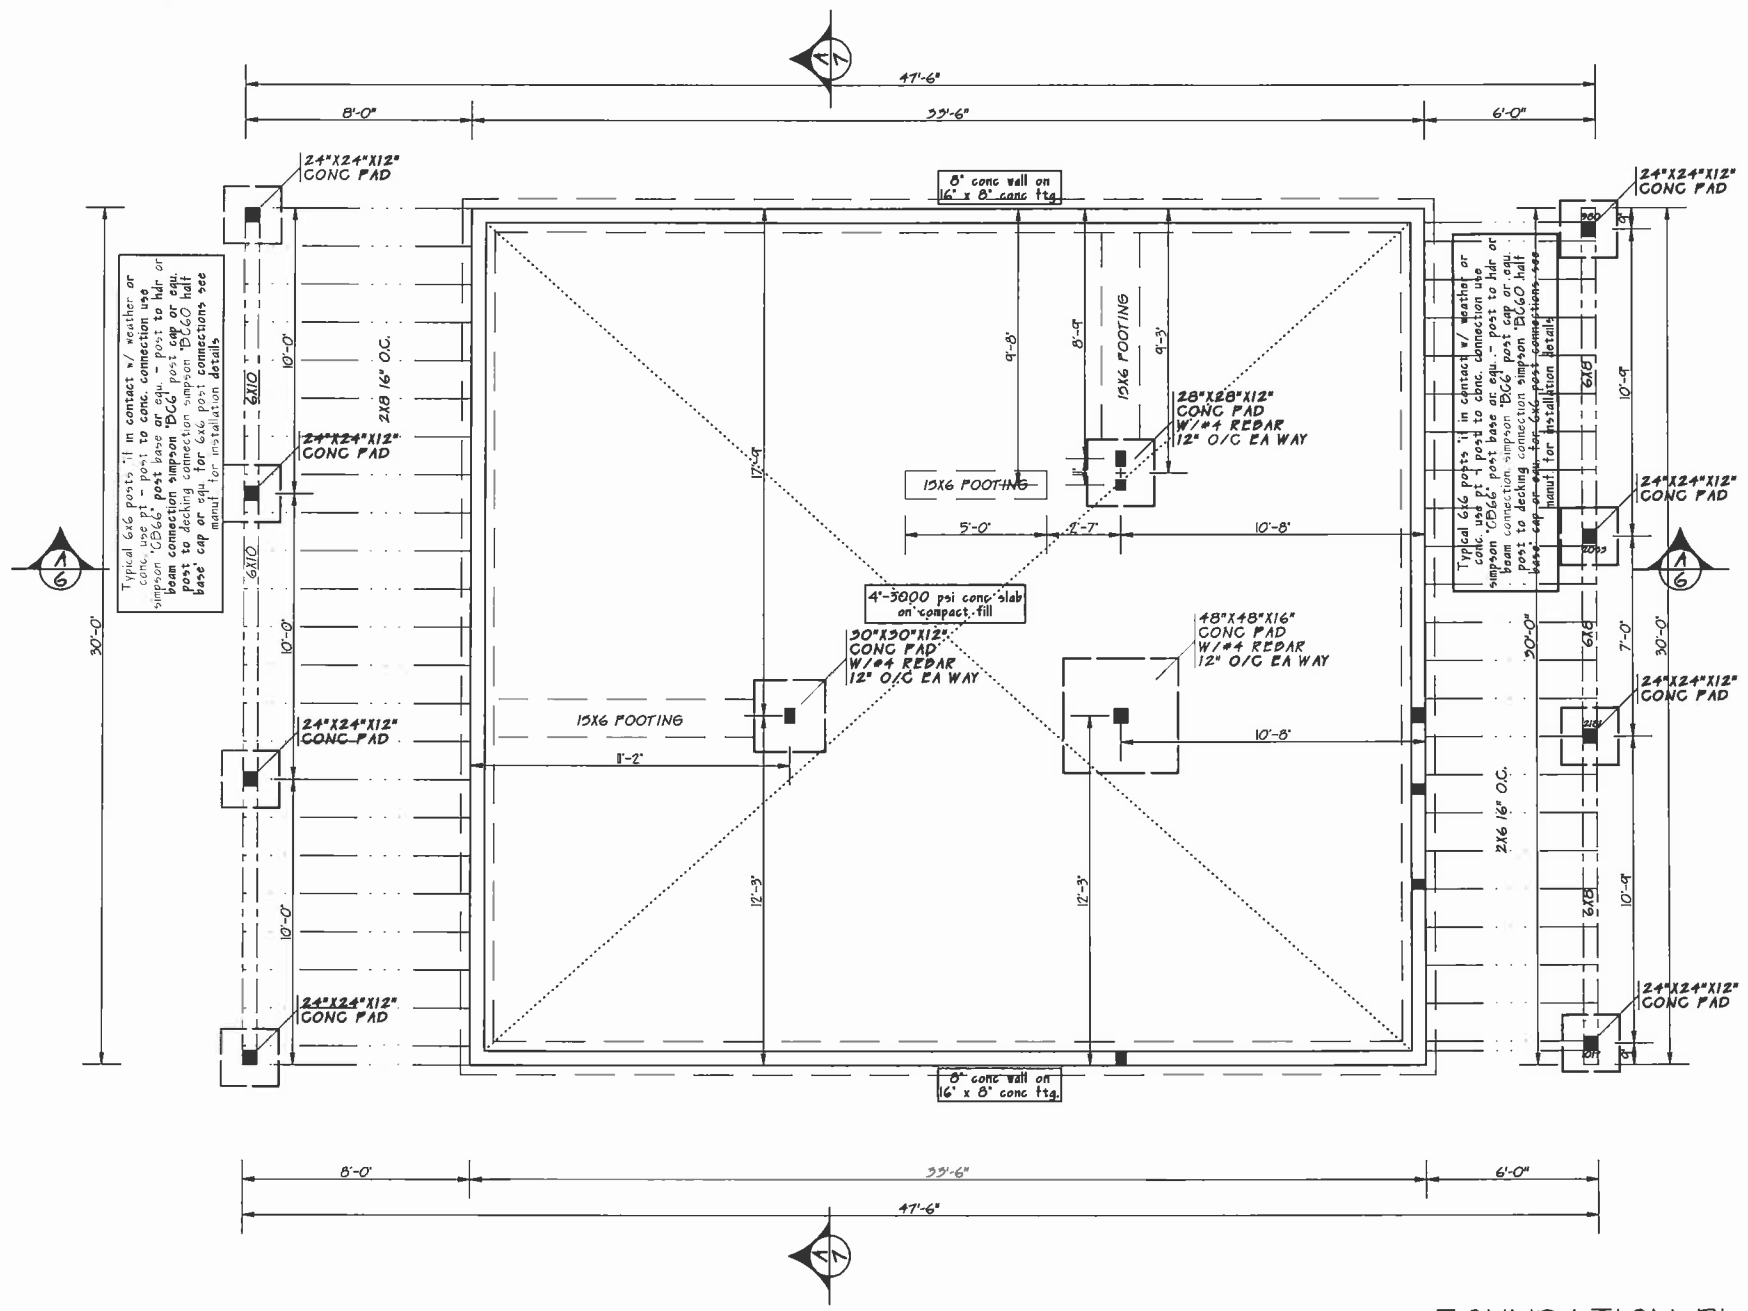 47'-6"
8'-0"
33'-6"
6'-0"
24"X24"X12"
CONC PAD
24"X24"X12"
CONC PAD
8" conc wall on
16" x 8" conc ftg.
Typical 6x6 posts if in contact w/ weather or
conc. use pt - post to conc. connection use
simpson "CB66" post base or equ. - post to hdr or
beam connection simpson "BC6" post cap or equ.
post to decking connection simpson "BC60 half
base" cap or equ. for 6x6 post connections see
manuf for installation details
Typical 6x6 posts if in contact w/ weather or
conc. use pt - post to conc. connection use
simpson "CB66" post base or equ. - post to hdr or
beam connection simpson "BC6" post cap or equ.
post to decking connection simpson "BC60 half
base" cap or equ. for 6x6 post connections see
manuf for installation details
9"
10'-0"
6X10
2X8 16" O.C.
9'-8"
8'-9"
15X6 FOOTING
9'-3"
6X8
10'-9"
28"X28"X12"
CONC PAD
W/#4 REBAR
12" O/C EA WAY
24"X24"X12"
CONC PAD
17'-9"
11"
15X6 FOOTING
24"X24"X12"
CONC PAD
5'-0"
2'-7"
10'-8"
6X10
A
6
A
6
4"-3000 psi conc slab
on compact fill
30'-0"
10'-0"
30"X30"X12"
CONC PAD
W/#4 REBAR
12" O/C EA WAY
48"X48"X16"
CONC PAD
W/#4 REBAR
12" O/C EA WAY
30'-0"
6X8
7'-0"
30'-0"
24"X24"X12"
CONC PAD
15X6 FOOTING
24"X24"X12"
CONC PAD
11'-2"
10'-8"
2X6 16" O.C.
12'-3"
12'-3"
10'-0"
6X8
10'-9"
24"X24"X12"
CONC PAD
24"X24"X12"
CONC PAD
9"
8" conc wall on
16" x 8" conc ftg.
8'-0"
33'-6"
6'-0"
47'-6"